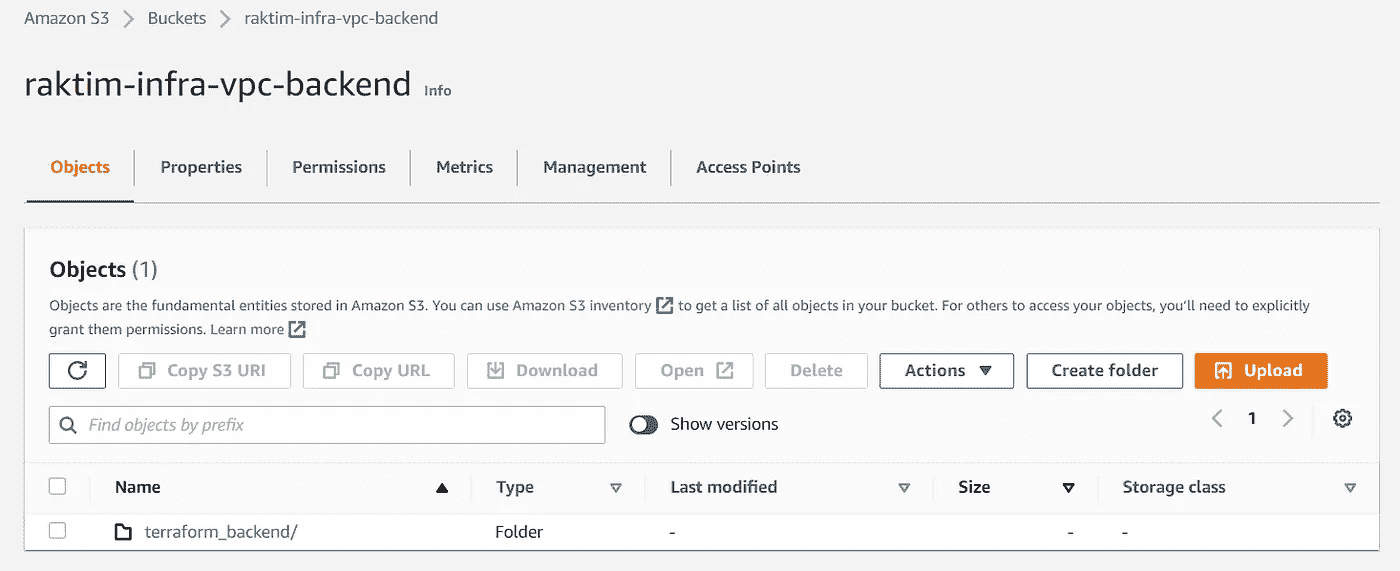 Amazon S3 > Buckets > raktim-infra-vpc-backend
raktim-infra-vpc-backend Info
Objects Properties Permissions Metrics Management Access Points
Objects (1)
Objects are the fundamental entities stored in Amazon S3. You can use Amazon S3 inventory to get a list of all objects in your bucket. For others to access your objects, you’ll need to explicitly
grant them permissions. Learn more
Copy S3 URI Copy URL Download Open Delete Actions Create folder Upload
Find objects by prefix Show versions 1
Name Type Last modified Size Storage class
terraform_backend/ Folder - - -